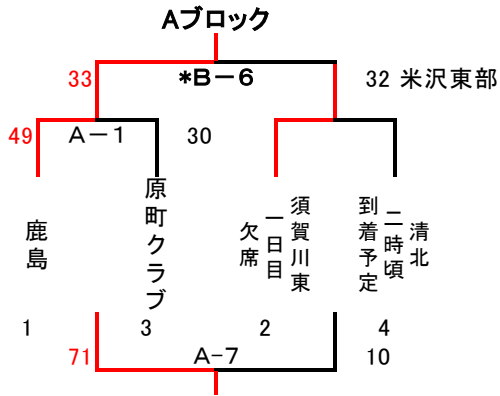 Aブロック
33
*B－6
32 米沢東部
49
A－1
30
鹿島
原町クラブ
須賀川東
一日目
欠席
清北
二時頃
到着予定
1
3
2
4
71
A-7
10